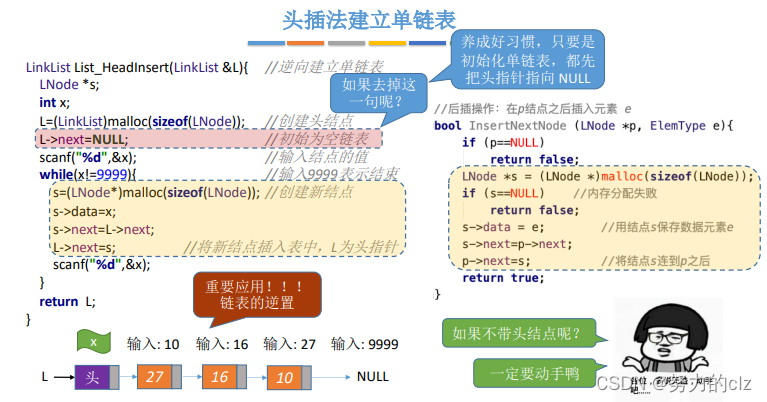 头插法建立单链表
养成好习惯，只要是
初始化单链表，都先
把头指针指向 NULL
如果去掉这
一句呢？
LinkList List_HeadInsert(LinkList &L){ //逆向建立单链表
LNode *s;
int x;
L=(LinkList)malloc(sizeof(LNode)); //创建头结点
L->next=NULL; //初始为空链表
scanf("%d",&x); //输入结点的值
while(x!=9999){ //输入9999表示结束
s=(LNode*)malloc(sizeof(LNode)); //创建新结点
s->data=x;
s->next=L->next;
L->next=s; //将新结点插入表中，L为头指针
scanf("%d",&x);
}
return L;
}
//后插操作：在p结点之后插入元素 e
bool InsertNextNode (LNode *p, ElemType e){
if (p==NULL)
return false;
LNode *s = (LNode *)malloc(sizeof(LNode));
if (s==NULL) //内存分配失败
return false;
s->data = e; //用结点s保存数据元素e
s->next=p->next;
p->next=s; //将结点s连到p之后
return true;
}
重要应用！！！
链表的逆置
x 输入: 10 输入: 16 输入: 27 输入: 9999
L 头 27 16 10 NULL
如果不带头结点呢？
一定要动手鸭
CSDN @努力的clz